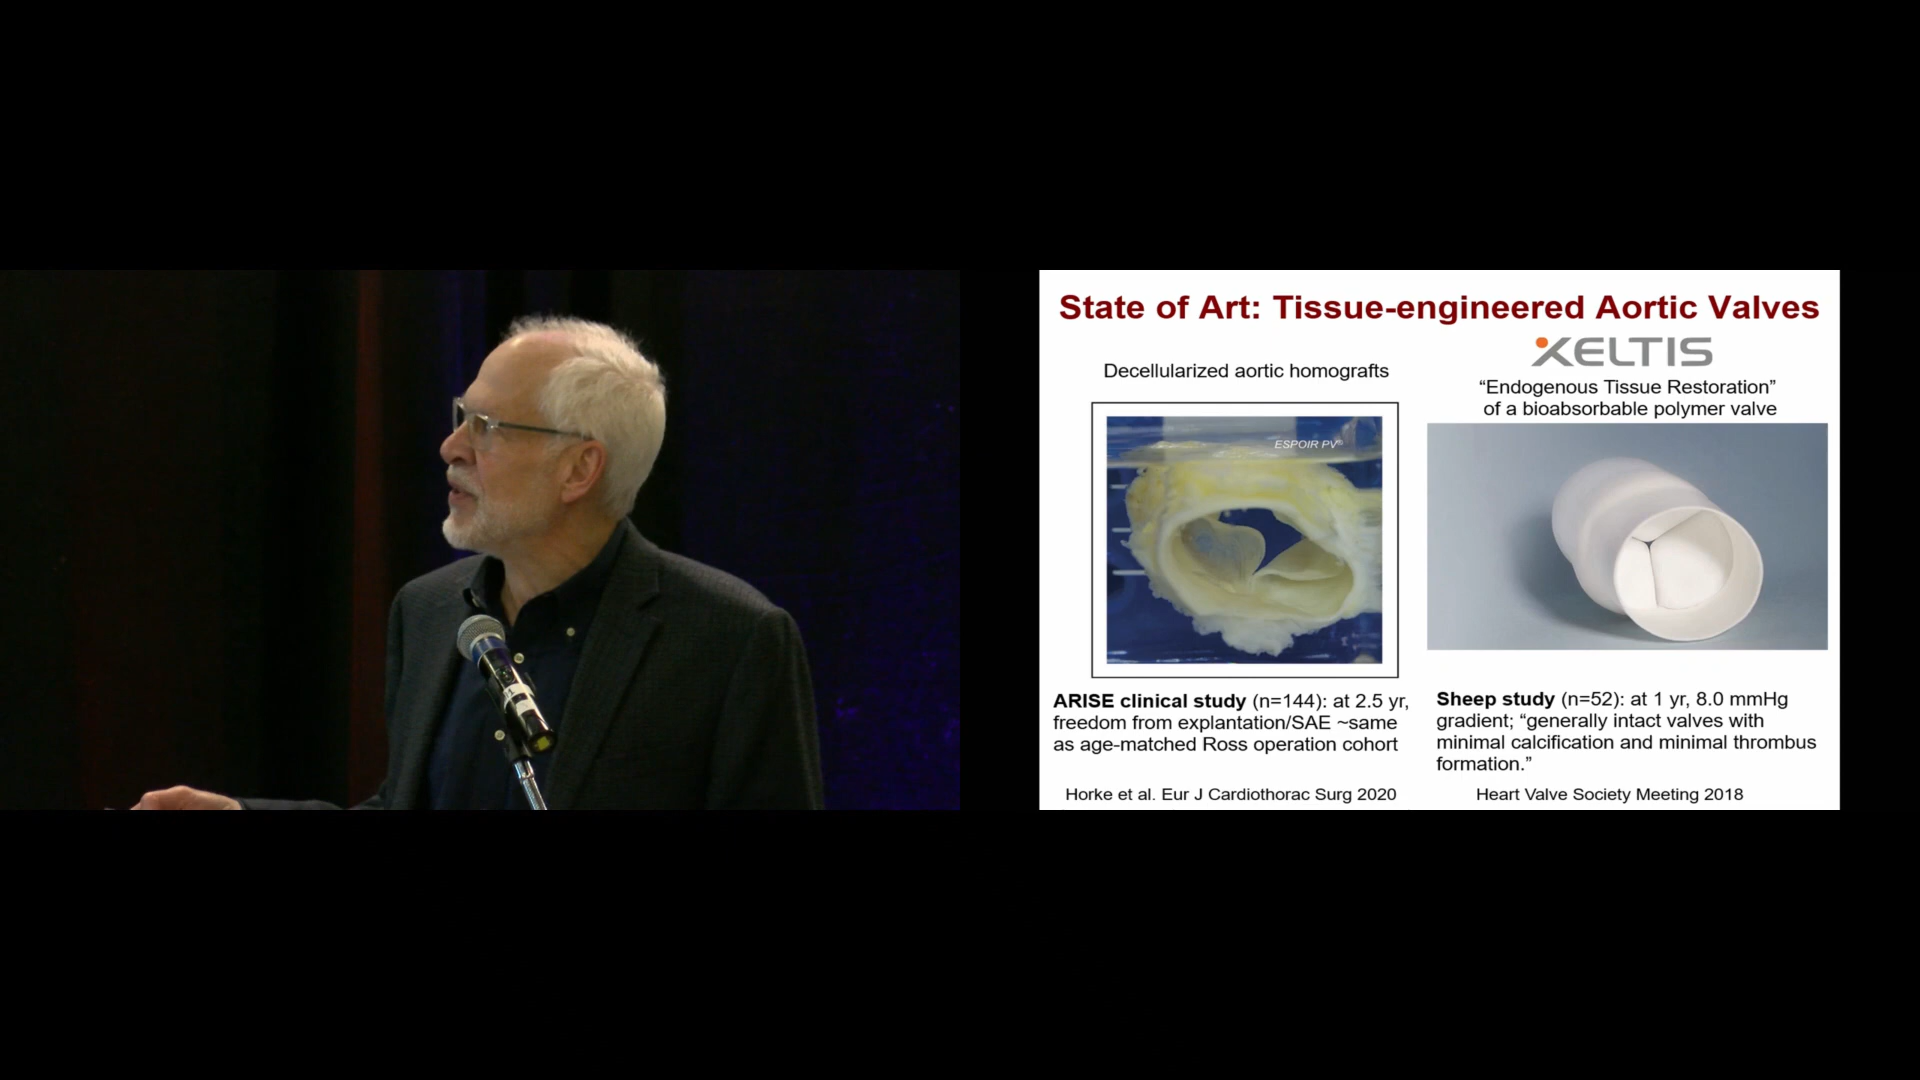 State of Art: Tissue-engineered Aortic Valves
Decellularized aortic homografts
ESPOIR PV
ARISE clinical study (n=144): at 2.5 yr,
freedom from explantation/SAE ~same
as age-matched Ross operation cohort
Horke et al. Eur J Cardiothorac Surg 2020
XELTIS
“Endogenous Tissue Restoration”
of a bioabsorbable polymer valve
Sheep study (n=52): at 1 yr, 8.0 mmHg
gradient; “generally intact valves with
minimal calcification and minimal thrombus
formation.”
Heart Valve Society Meeting 2018